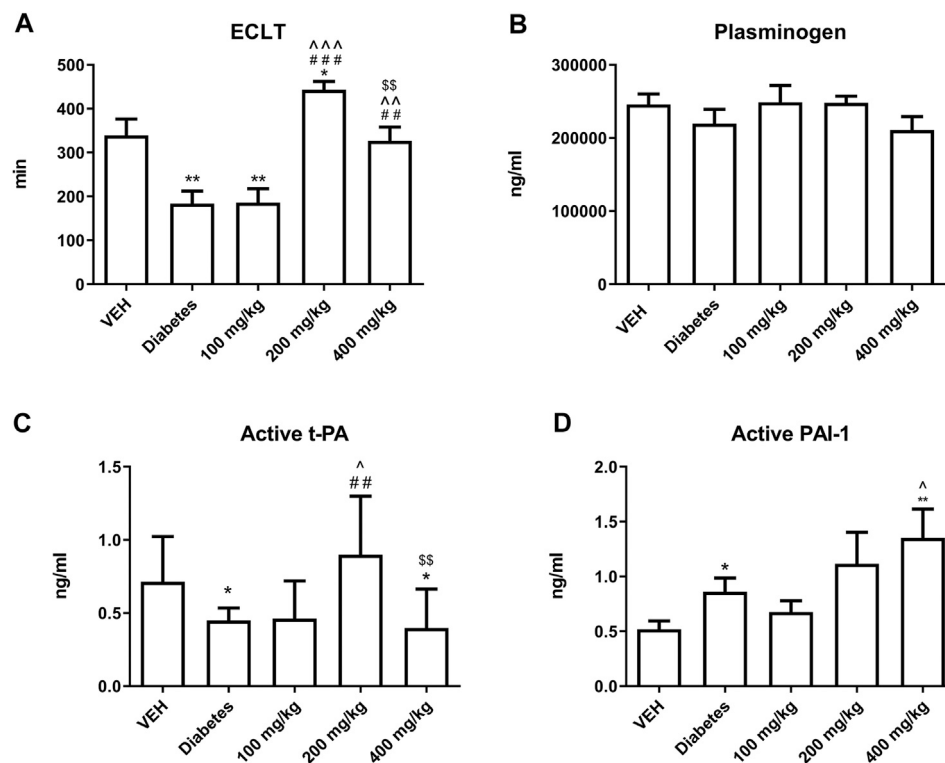 A
ECLT
min
500
400
300
200
100
0
**
**
^^^
###
*
$$
^^
##
VEH
Diabetes
100 mg/kg
200 mg/kg
400 mg/kg
B
Plasminogen
ng/ml
300000
200000
100000
0
VEH
Diabetes
100 mg/kg
200 mg/kg
400 mg/kg
C
Active t-PA
ng/ml
1.5
1.0
0.5
0.0
*
^
##
$$
*
VEH
Diabetes
100 mg/kg
200 mg/kg
400 mg/kg
D
Active PAI-1
ng/ml
2.0
1.5
1.0
0.5
0.0
*
^
**
VEH
Diabetes
100 mg/kg
200 mg/kg
400 mg/kg